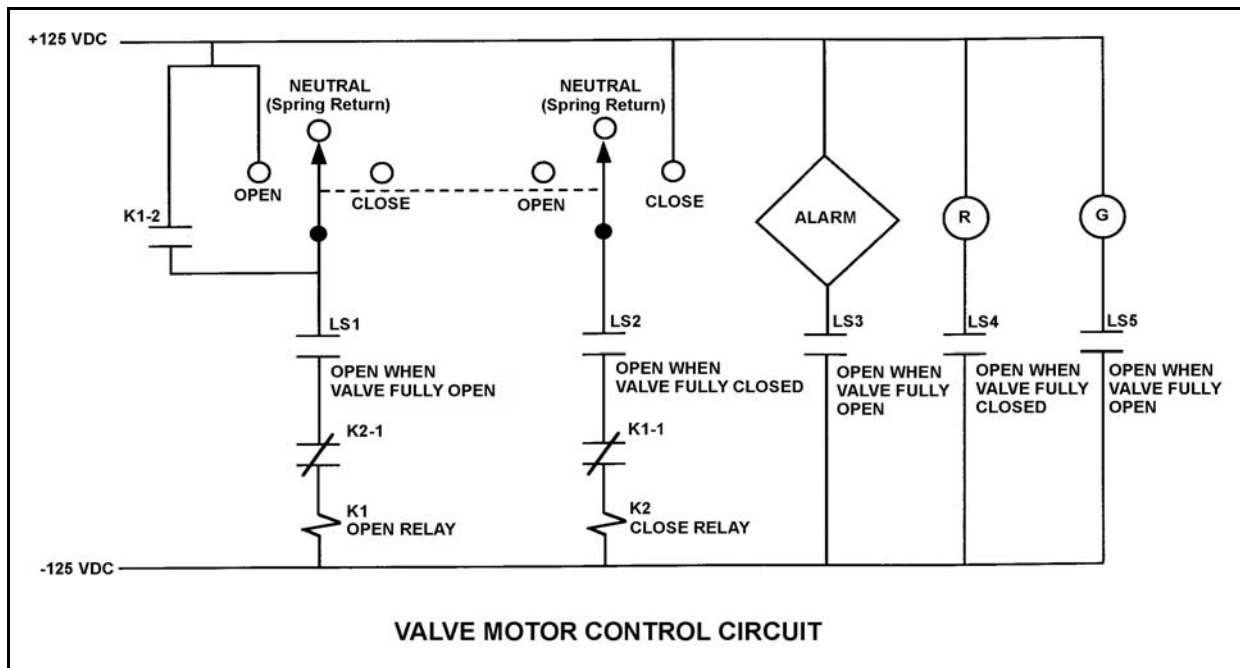 +125 VDC
NEUTRAL
(Spring Return)
NEUTRAL
(Spring Return)
OPEN
CLOSE
OPEN
CLOSE
ALARM
R
G
K1-2
LS1
OPEN WHEN
VALVE FULLY OPEN
LS2
OPEN WHEN
VALVE FULLY CLOSED
LS3
OPEN WHEN
VALVE FULLY
OPEN
LS4
OPEN WHEN
VALVE FULLY
CLOSED
LS5
OPEN WHEN
VALVE FULLY
OPEN
K2-1
K1-1
K1
OPEN RELAY
K2
CLOSE RELAY
-125 VDC
VALVE MOTOR CONTROL CIRCUIT